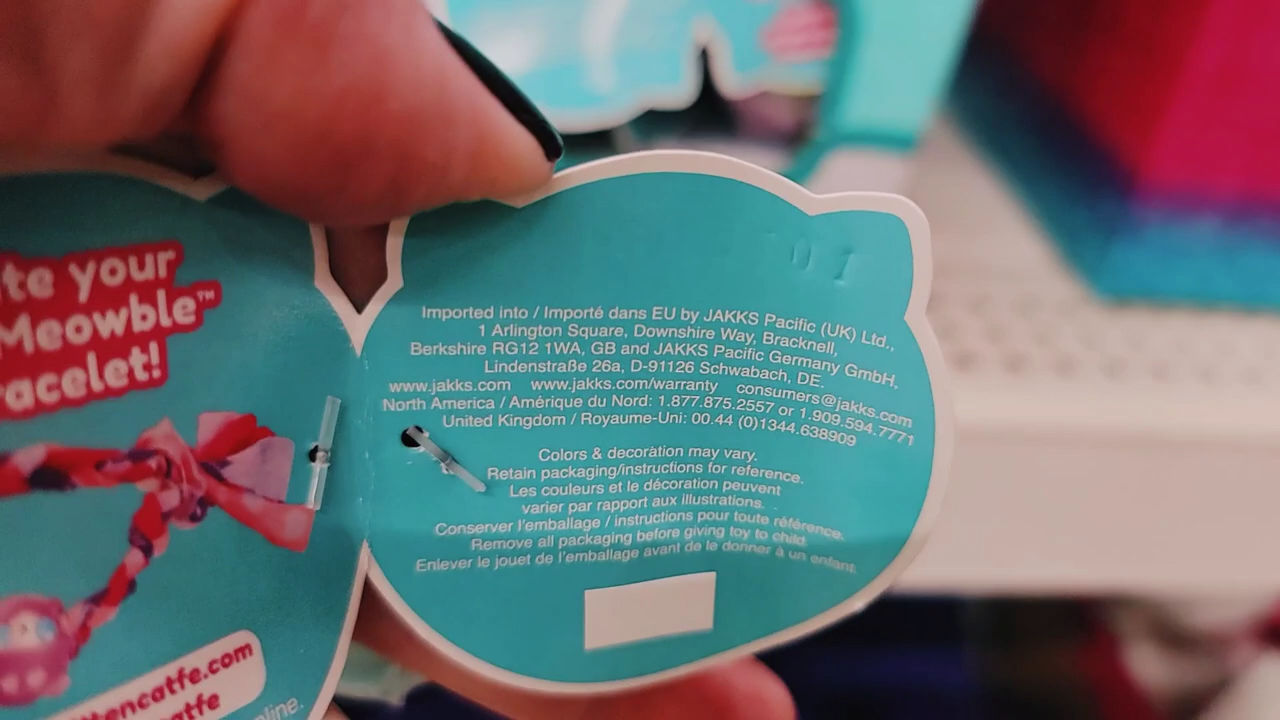 te your
Meowble™
racelet!
ttencatfe.com
atfe
nline.
01
Imported into / Importé dans EU by JAKKS Pacific (UK) Ltd.,
1 Arlington Square, Downshire Way, Bracknell,
Berkshire RG12 1WA, GB and JAKKS Pacific Germany GmbH,
Lindenstraße 26a, D-91126 Schwabach, DE.
www.jakks.com www.jakks.com/warranty consumers@jakks.com
North America / Amérique du Nord: 1.877.875.2557 or 1.909.594.7771
United Kingdom / Royaume-Uni: 00.44 (0)1344.638909
Colors & decoration may vary.
Retain packaging/instructions for reference.
Les couleurs et le décoration peuvent
varier par rapport aux illustrations.
Conserver l'emballage / instructions pour toute référence.
Remove all packaging before giving toy to child.
Enlever le jouet de l'emballage avant de le donner à un enfant.